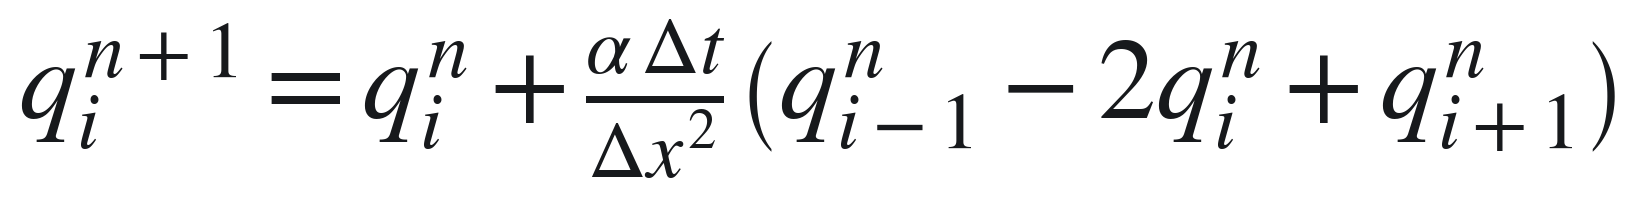 $q_i^{n+1} = q_i^n + \frac{\alpha \Delta t}{\Delta x^2} (q_{i-1}^n - 2q_i^n + q_{i+1}^n)$